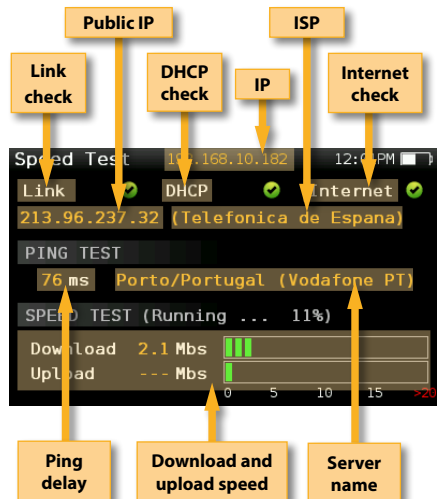 Public IP
ISP
Link check
DHCP check
IP
Internet check
Speed Test 192.168.10.182 12:0 PM
Link DHCP Internet
213.96.237.32 (Telefonica de Espana)
PING TEST
76 ms Porto/Portugal (Vodafone PT)
SPEED TEST (Running ... 11%)
Download 2.1 Mbs
Upload --- Mbs
0 5 10 15 >20
Ping delay
Download and upload speed
Server name